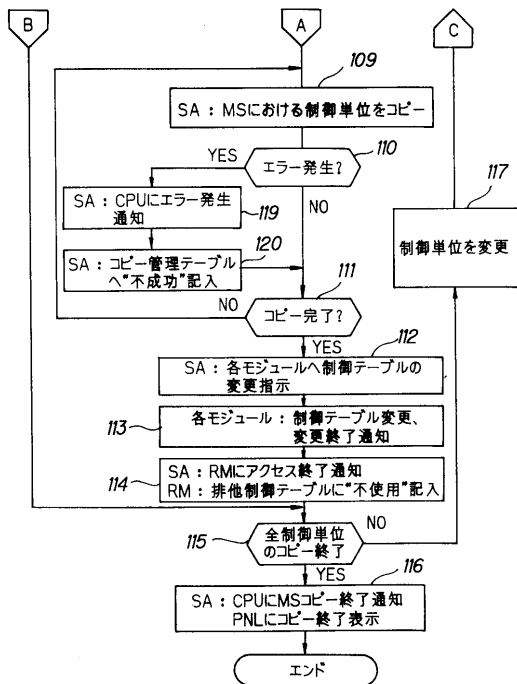 B
A
C
109
SA : MSにおける制御単位をコピー
110
エラー発生?
YES
NO
SA : CPUにエラー発生
通知
119
120
SA : コピー管理テーブル
へ“不成功”記入
117
制御単位を変更
111
コピー完了?
NO
YES
112
SA : 各モジュールへ制御テーブルの
変更指示
113
各モジュール : 制御テーブル変更、
変更終了通知
114
SA : RMにアクセス終了通知
RM : 排他制御テーブルに“不使用”記入
115
全制御単位
のコピー終了
NO
YES
116
SA : CPUにMSコピー終了通知
PNLにコピー終了表示
エンド